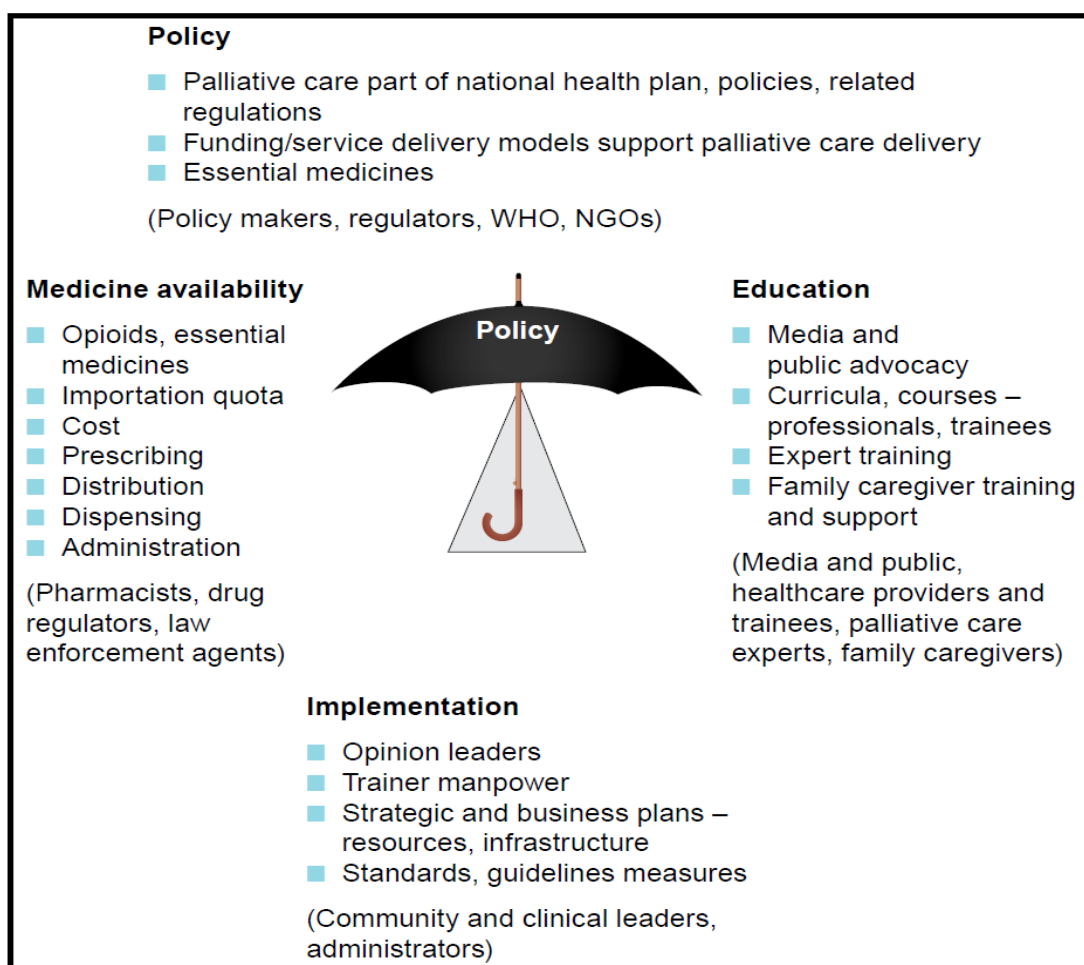 Policy
Palliative care part of national health plan, policies, related
regulations
Funding/service delivery models support palliative care delivery
Essential medicines
(Policy makers, regulators, WHO, NGOs)
Medicine availability
Opioids, essential
medicines
Importation quota
Cost
Prescribing
Distribution
Dispensing
Administration
(Pharmacists, drug
regulators, law
enforcement agents)
Policy
Education
Media and
public advocacy
Curricula, courses –
professionals, trainees
Expert training
Family caregiver training
and support
(Media and public,
healthcare providers and
trainees, palliative care
experts, family caregivers)
Implementation
Opinion leaders
Trainer manpower
Strategic and business plans –
resources, infrastructure
Standards, guidelines measures
(Community and clinical leaders,
administrators)